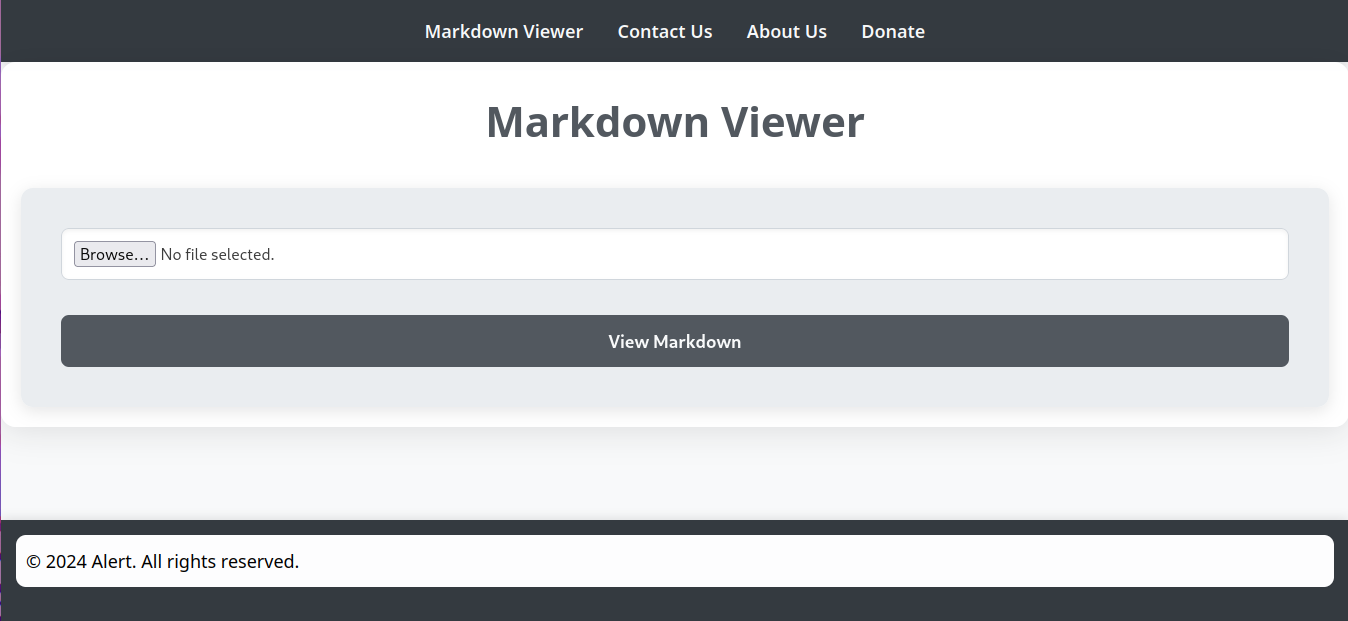 Markdown Viewer Contact Us About Us Donate
Markdown Viewer
Browse... No file selected.
View Markdown
© 2024 Alert. All rights reserved.